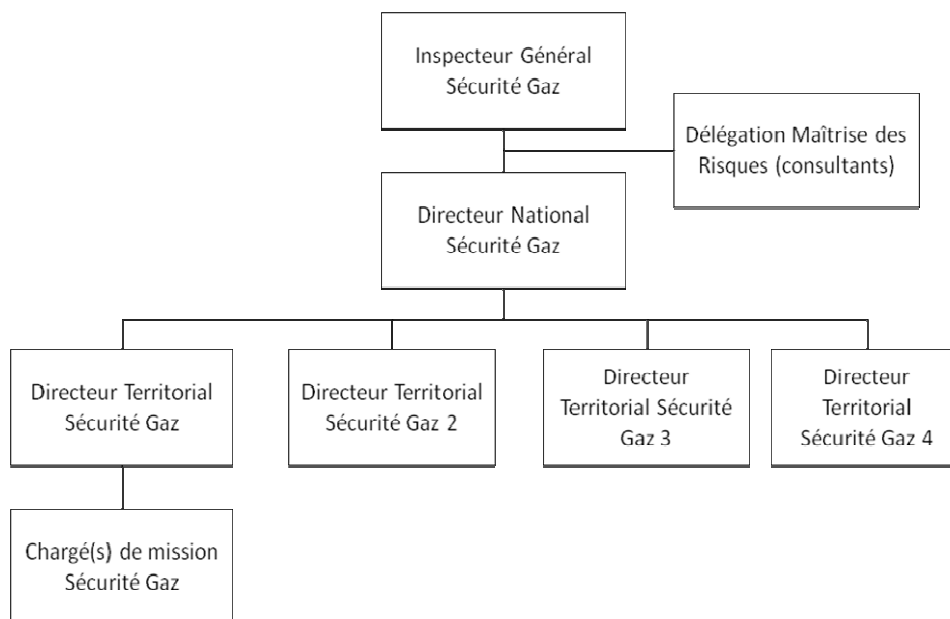 Inspecteur Général
Sécurité Gaz
Délégation Maîtrise des
Risques (consultants)
Directeur National
Sécurité Gaz
Directeur Territorial
Sécurité Gaz
Directeur Territorial
Sécurité Gaz 2
Directeur
Territorial Sécurité
Gaz 3
Directeur
Territorial
Sécurité Gaz 4
Chargé(s) de mission
Sécurité Gaz